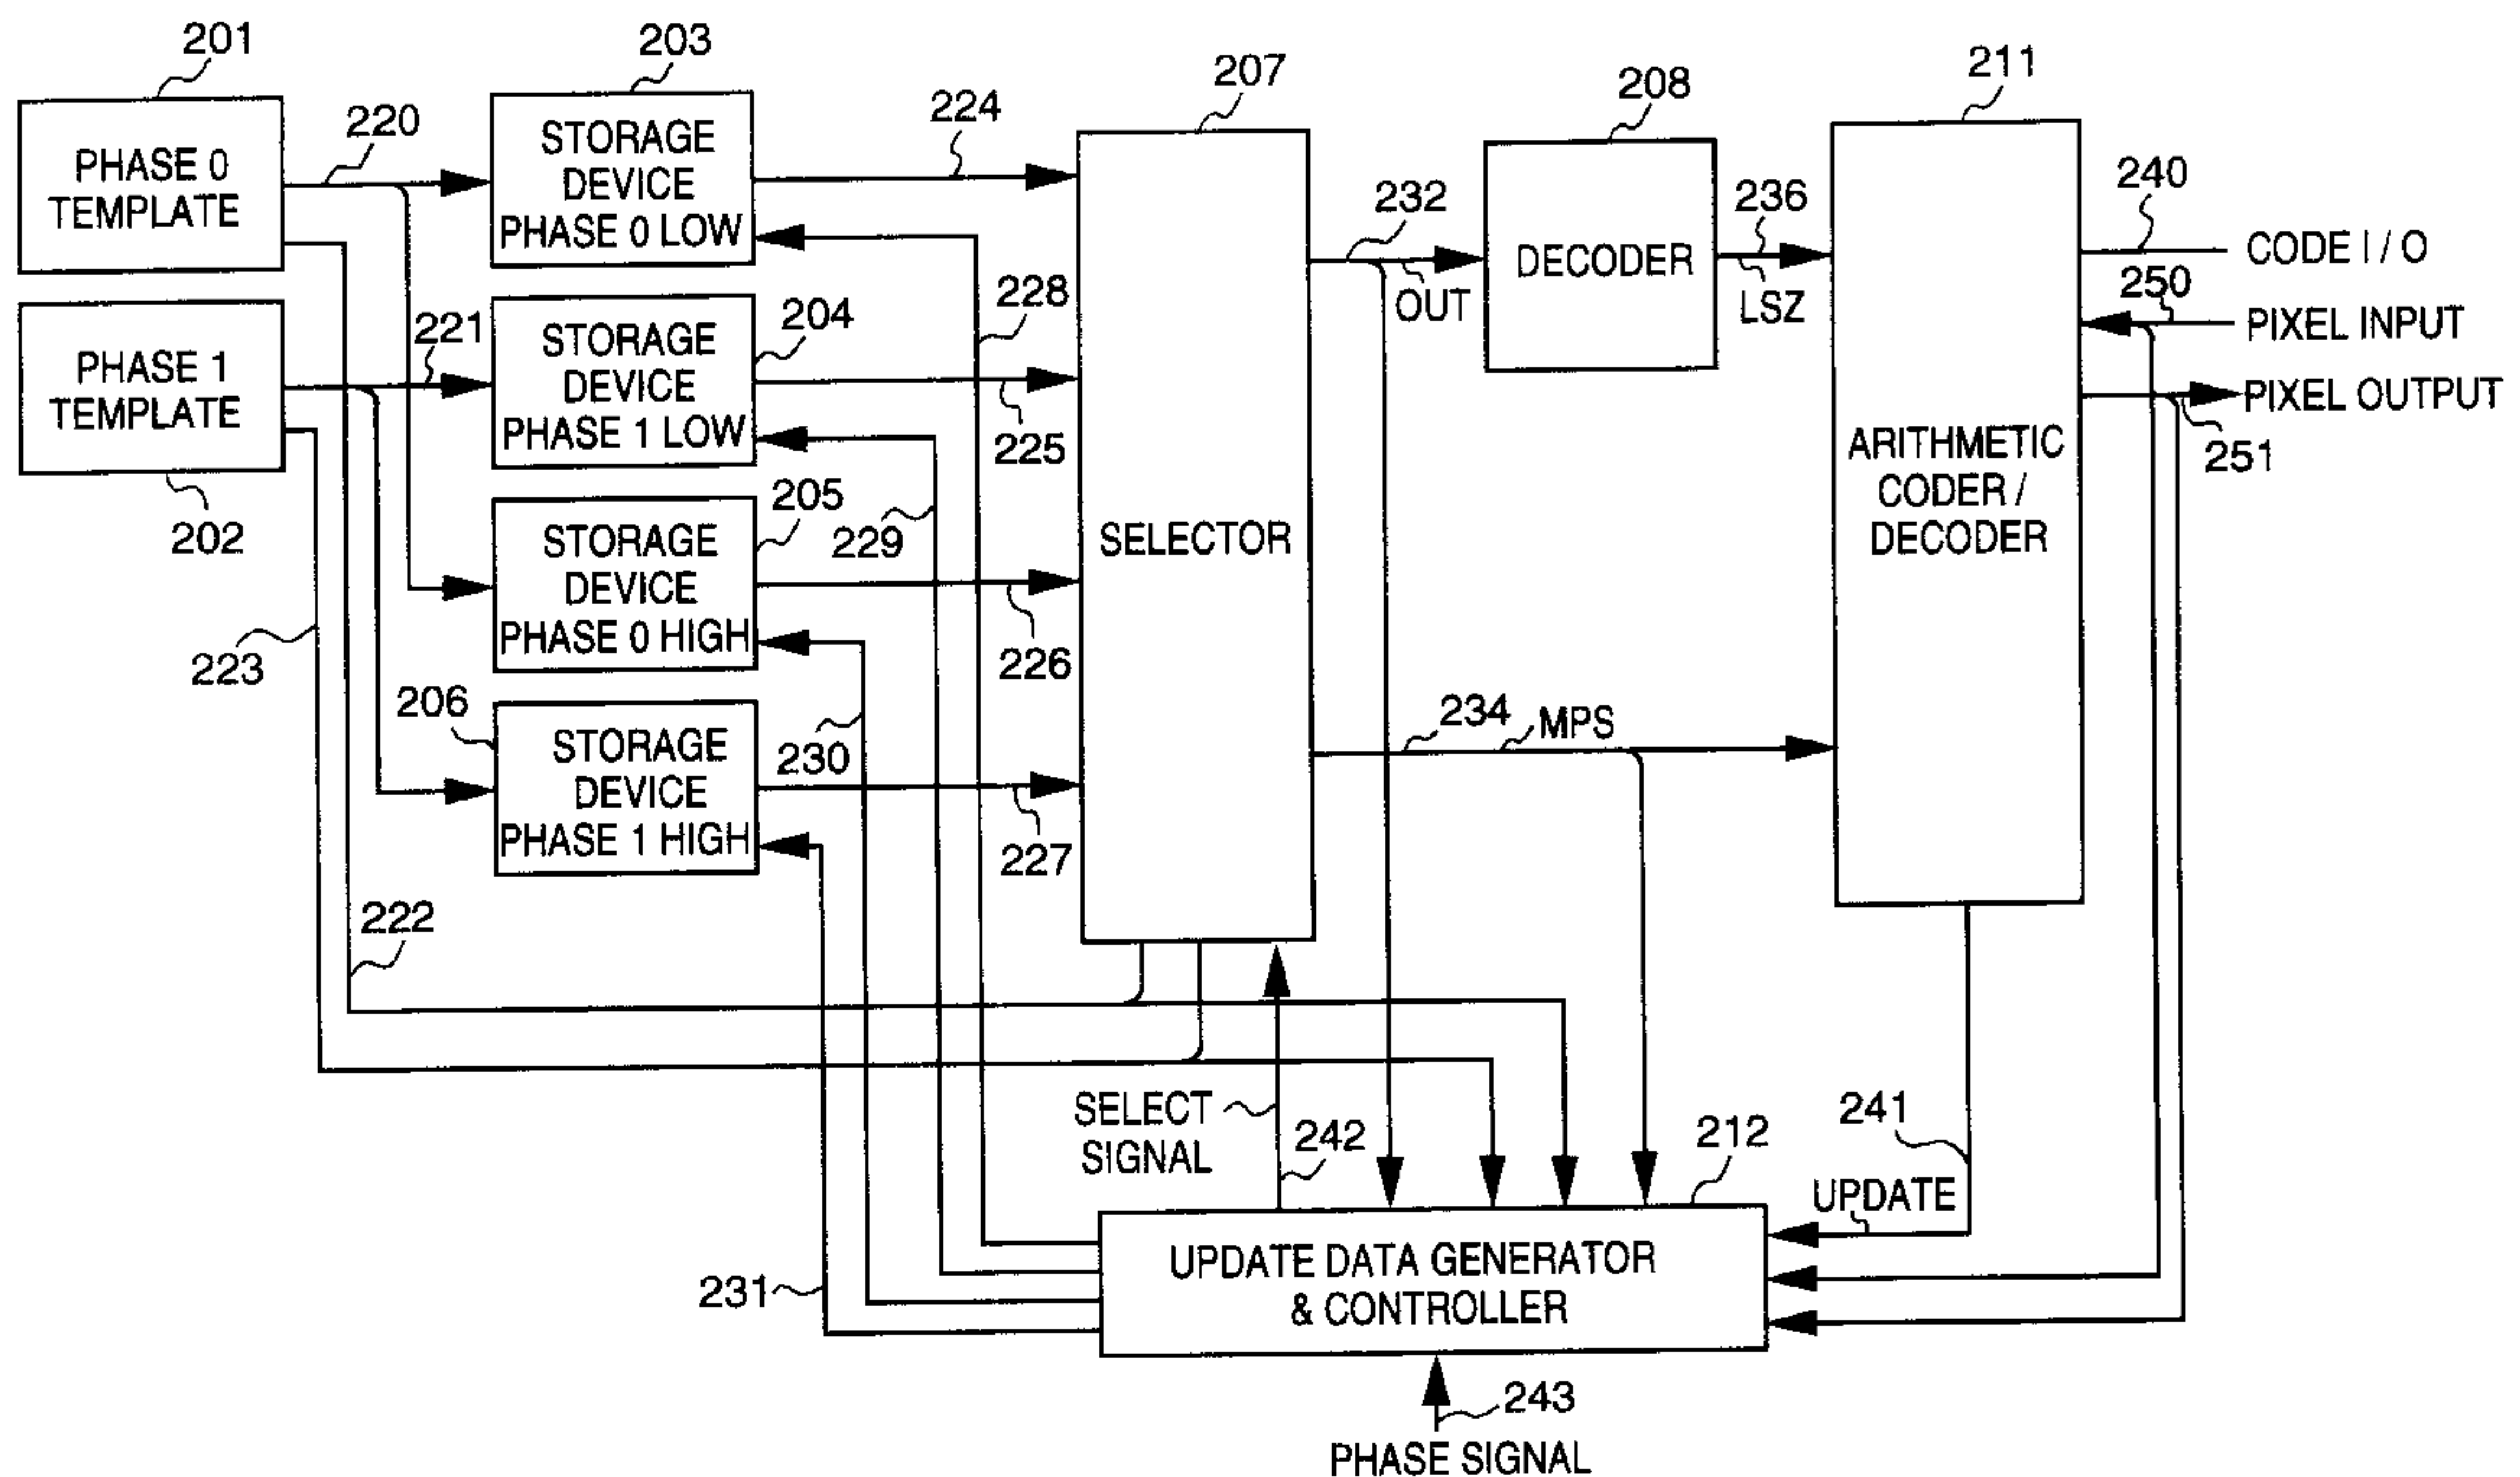 201
203
207
208
211
220
224
PHASE 0
TEMPLATE
STORAGE
DEVICE
PHASE 0 LOW
232
236
240
CODE I / O
DECODER
OUT
LSZ
250
PIXEL INPUT
228
204
221
PHASE 1
TEMPLATE
STORAGE
DEVICE
PHASE 1 LOW
225
PIXEL OUTPUT
251
ARITHMETIC
CODER /
DECODER
202
205
229
SELECTOR
STORAGE
DEVICE
PHASE 0 HIGH
223
226
206
230
234
MPS
STORAGE
DEVICE
PHASE 1 HIGH
227
222
SELECT
SIGNAL
242
212
241
UPDATE
231
UPDATE DATA GENERATOR
& CONTROLLER
243
PHASE SIGNAL